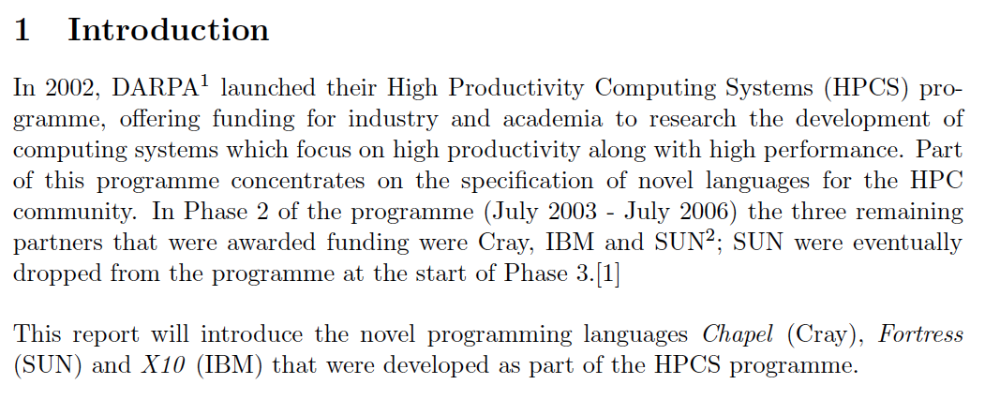 1 Introduction
In 2002, DARPA¹ launched their High Productivity Computing Systems (HPCS) pro-
gramme, offering funding for industry and academia to research the development of
computing systems which focus on high productivity along with high performance. Part
of this programme concentrates on the specification of novel languages for the HPC
community. In Phase 2 of the programme (July 2003 - July 2006) the three remaining
partners that were awarded funding were Cray, IBM and SUN²; SUN were eventually
dropped from the programme at the start of Phase 3.[1]
This report will introduce the novel programming languages Chapel (Cray), Fortress
(SUN) and X10 (IBM) that were developed as part of the HPCS programme.